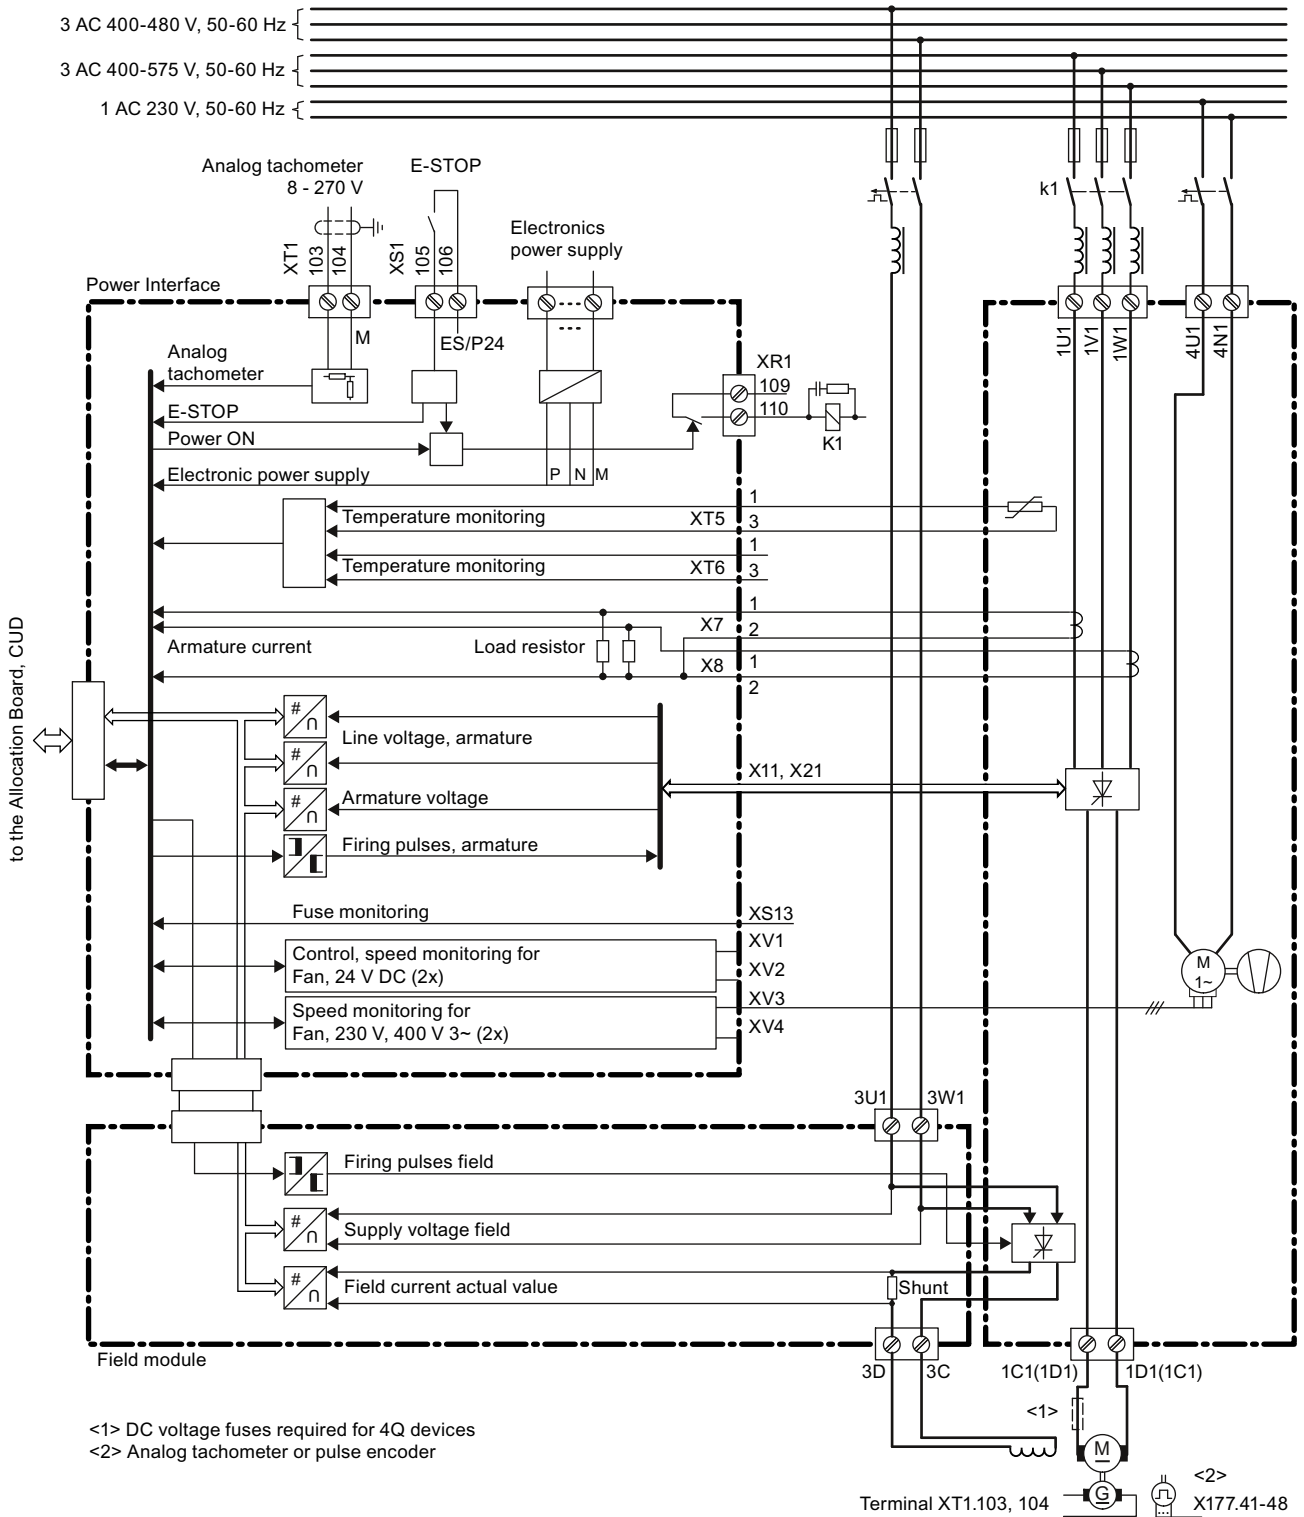 3 AC 400-480 V, 50-60 Hz
3 AC 400-575 V, 50-60 Hz
1 AC 230 V, 50-60 Hz
Analog tachometer
8 - 270 V
E-STOP
k1
Electronics
power supply
XT1
103
104
XS1
105
106
Power Interface
M
ES/P24
1U1
1V1
1W1
4U1
4N1
Analog
tachometer
XR1
109
110
K1
E-STOP
Power ON
Electronic power supply
P N M
Temperature monitoring
XT5
1
3
Temperature monitoring
XT6
1
3
to the Allocation Board, CUD
Armature current
Load resistor
X7
1
2
X8
1
2
#
∩
Line voltage, armature
#
∩
X11, X21
#
∩
Armature voltage
Firing pulses, armature
Fuse monitoring
XS13
Control, speed monitoring for
Fan, 24 V DC (2x)
XV1
XV2
M
1~
Speed monitoring for
Fan, 230 V, 400 V 3~ (2x)
XV3
XV4
3U1
3W1
Firing pulses field
#
∩
Supply voltage field
#
∩
Field current actual value
Shunt
Field module
3D
3C
1C1(1D1)
1D1(1C1)
<1>
<1> DC voltage fuses required for 4Q devices
<2> Analog tachometer or pulse encoder
M
<2>
G
Terminal XT1.103, 104
X177.41-48